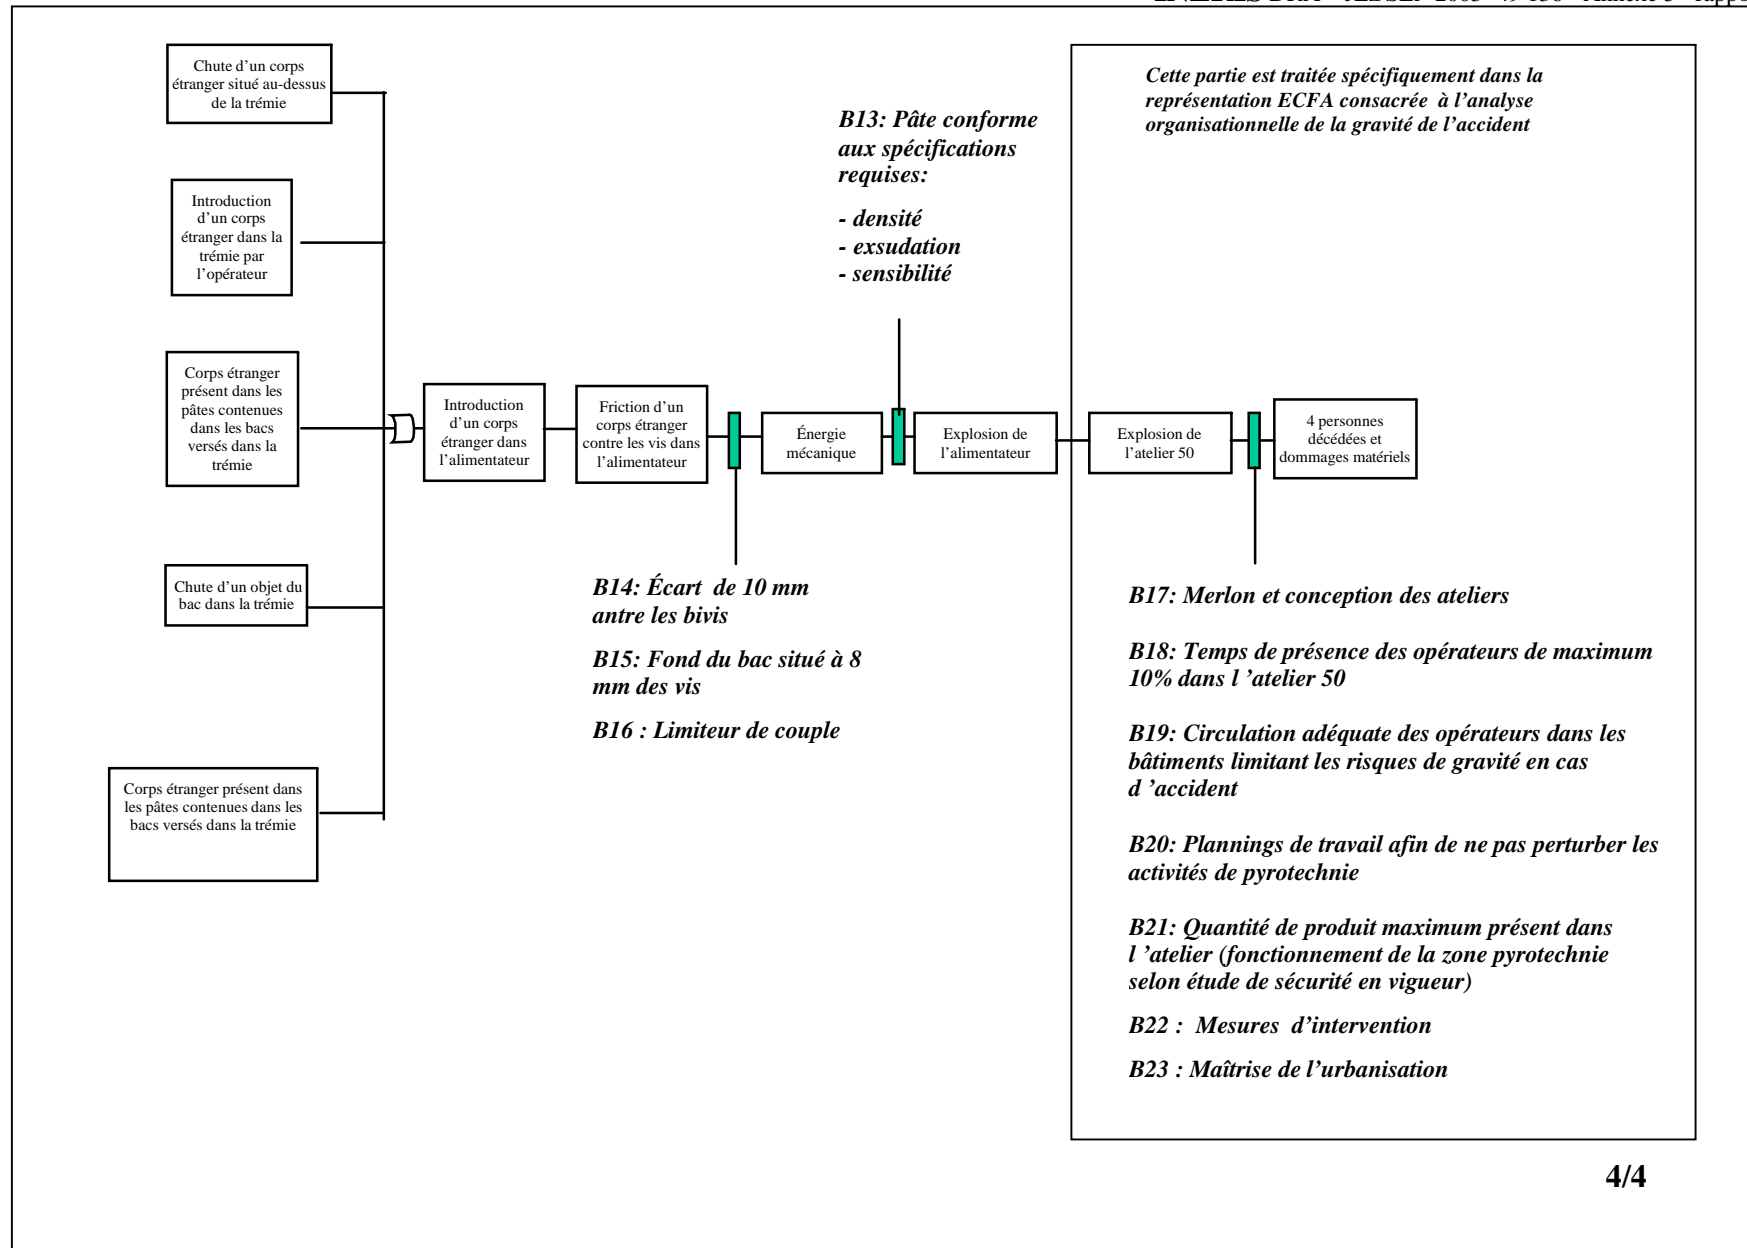 Chute d’un corps
étranger situé au-dessus
de la trémie
Introduction
d’un corps
étranger dans la
trémie par
l’opérateur
Corps étranger
présent dans les
pâtes contenues
dans les bacs
versés dans la
trémie
Chute d’un objet du
bac dans la trémie
Corps étranger présent dans
les pâtes contenues dans les
bacs versés dans la trémie
Introduction
d’un corps
étranger dans
l’alimentateur
Friction d’un
corps étranger
contre les vis dans
l’alimentateur
Énergie
mécanique
Explosion de
l’alimentateur
Explosion de
l’atelier 50
4 personnes
décédées et
dommages matériels
B13: Pâte conforme
aux spécifications
requises:
- densité
- exsudation
- sensibilité
B14: Écart de 10 mm
antre les bivis
B15: Fond du bac situé à 8
mm des vis
B16 : Limiteur de couple
Cette partie est traitée spécifiquement dans la
représentation ECFA consacrée à l’analyse
organisationnelle de la gravité de l’accident
B17: Merlon et conception des ateliers
B18: Temps de présence des opérateurs de maximum
10% dans l ’atelier 50
B19: Circulation adéquate des opérateurs dans les
bâtiments limitant les risques de gravité en cas
d ’accident
B20: Plannings de travail afin de ne pas perturber les
activités de pyrotechnie
B21: Quantité de produit maximum présent dans
l ’atelier (fonctionnement de la zone pyrotechnie
selon étude de sécurité en vigueur)
B22 : Mesures d’intervention
B23 : Maîtrise de l’urbanisation
4/4